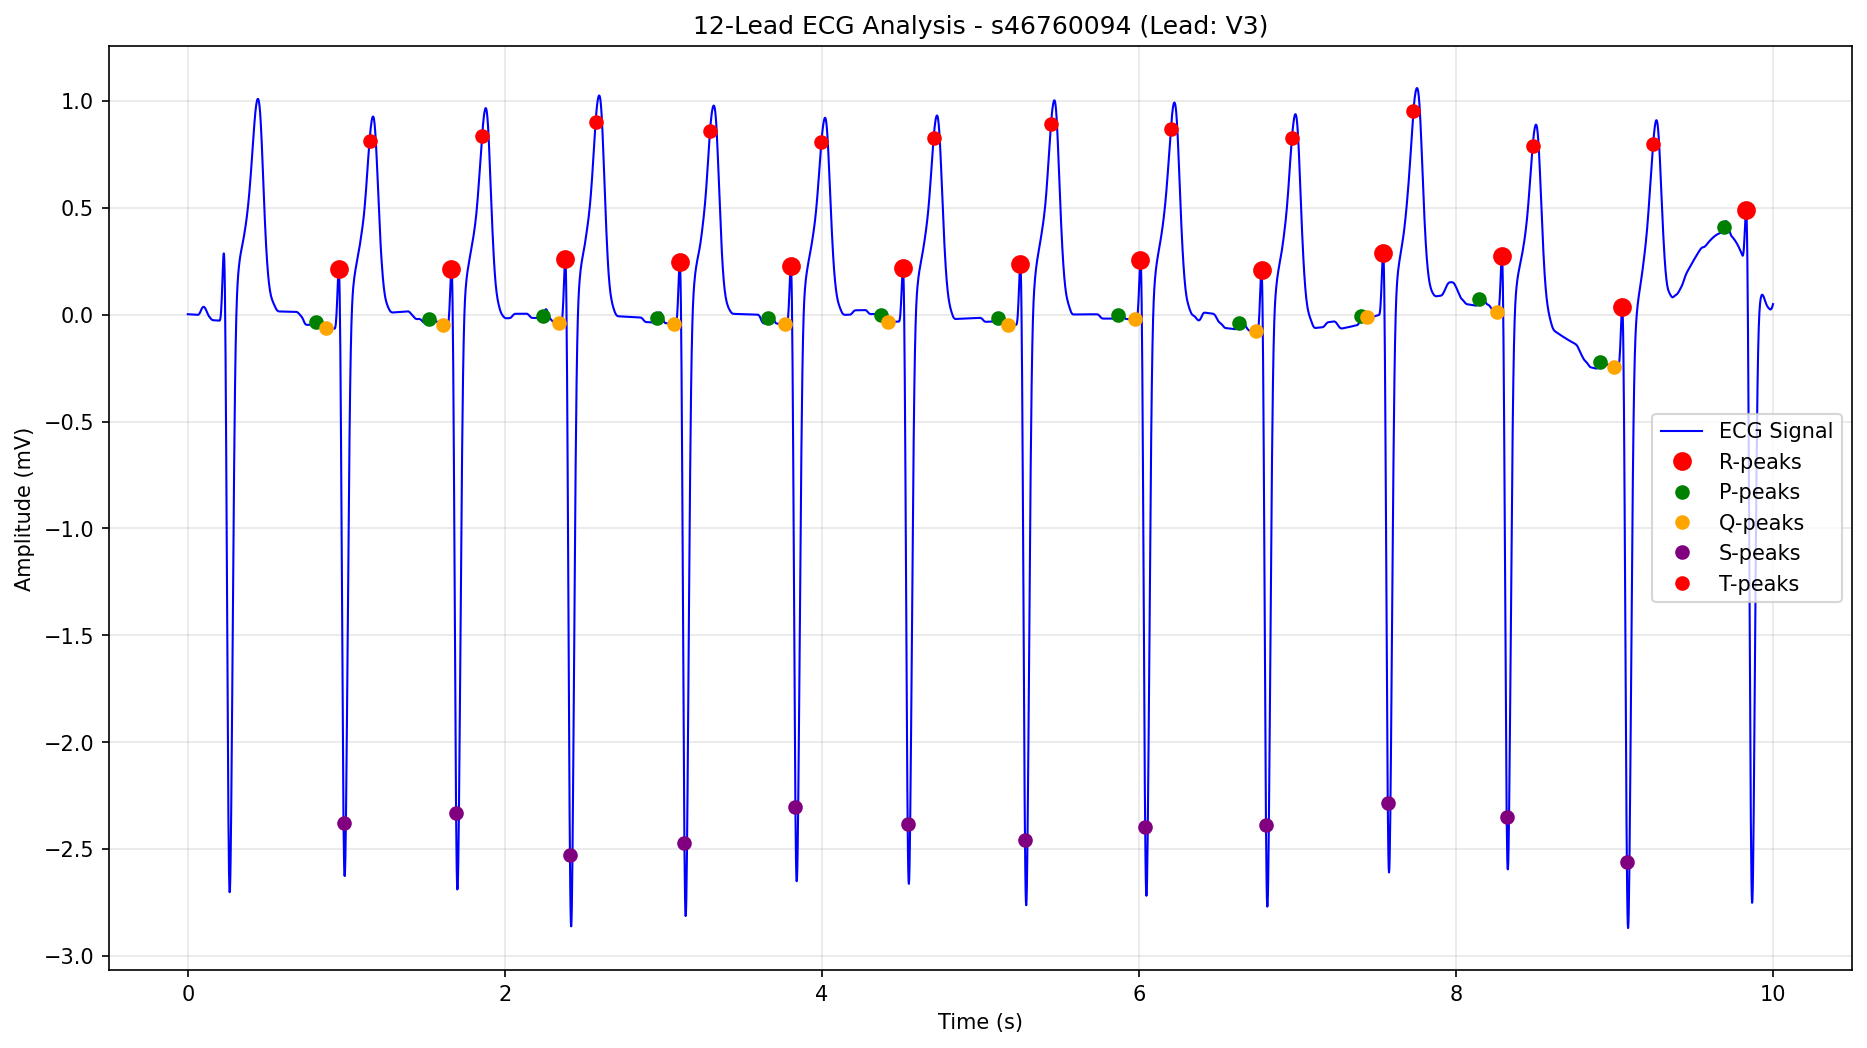 12-Lead ECG Analysis - s46760094 (Lead: V3)
Amplitude (mV)
1.0
0.5
0.0
−0.5
−1.0
−1.5
−2.0
−2.5
−3.0
ECG Signal
R-peaks
P-peaks
Q-peaks
S-peaks
T-peaks
0 2 4 6 8 10
Time (s)